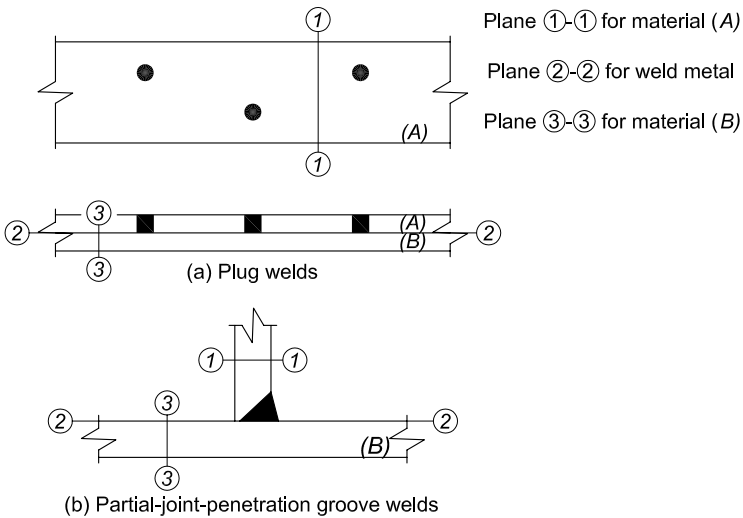 ①
Plane ①-① for material (A)
Plane ②-② for weld metal
Plane ③-③ for material (B)
(A)
①
③
(A)
② ②
(B)
③
(a) Plug welds
① ①
③
② ②
(B)
③
(b) Partial-joint-penetration groove welds